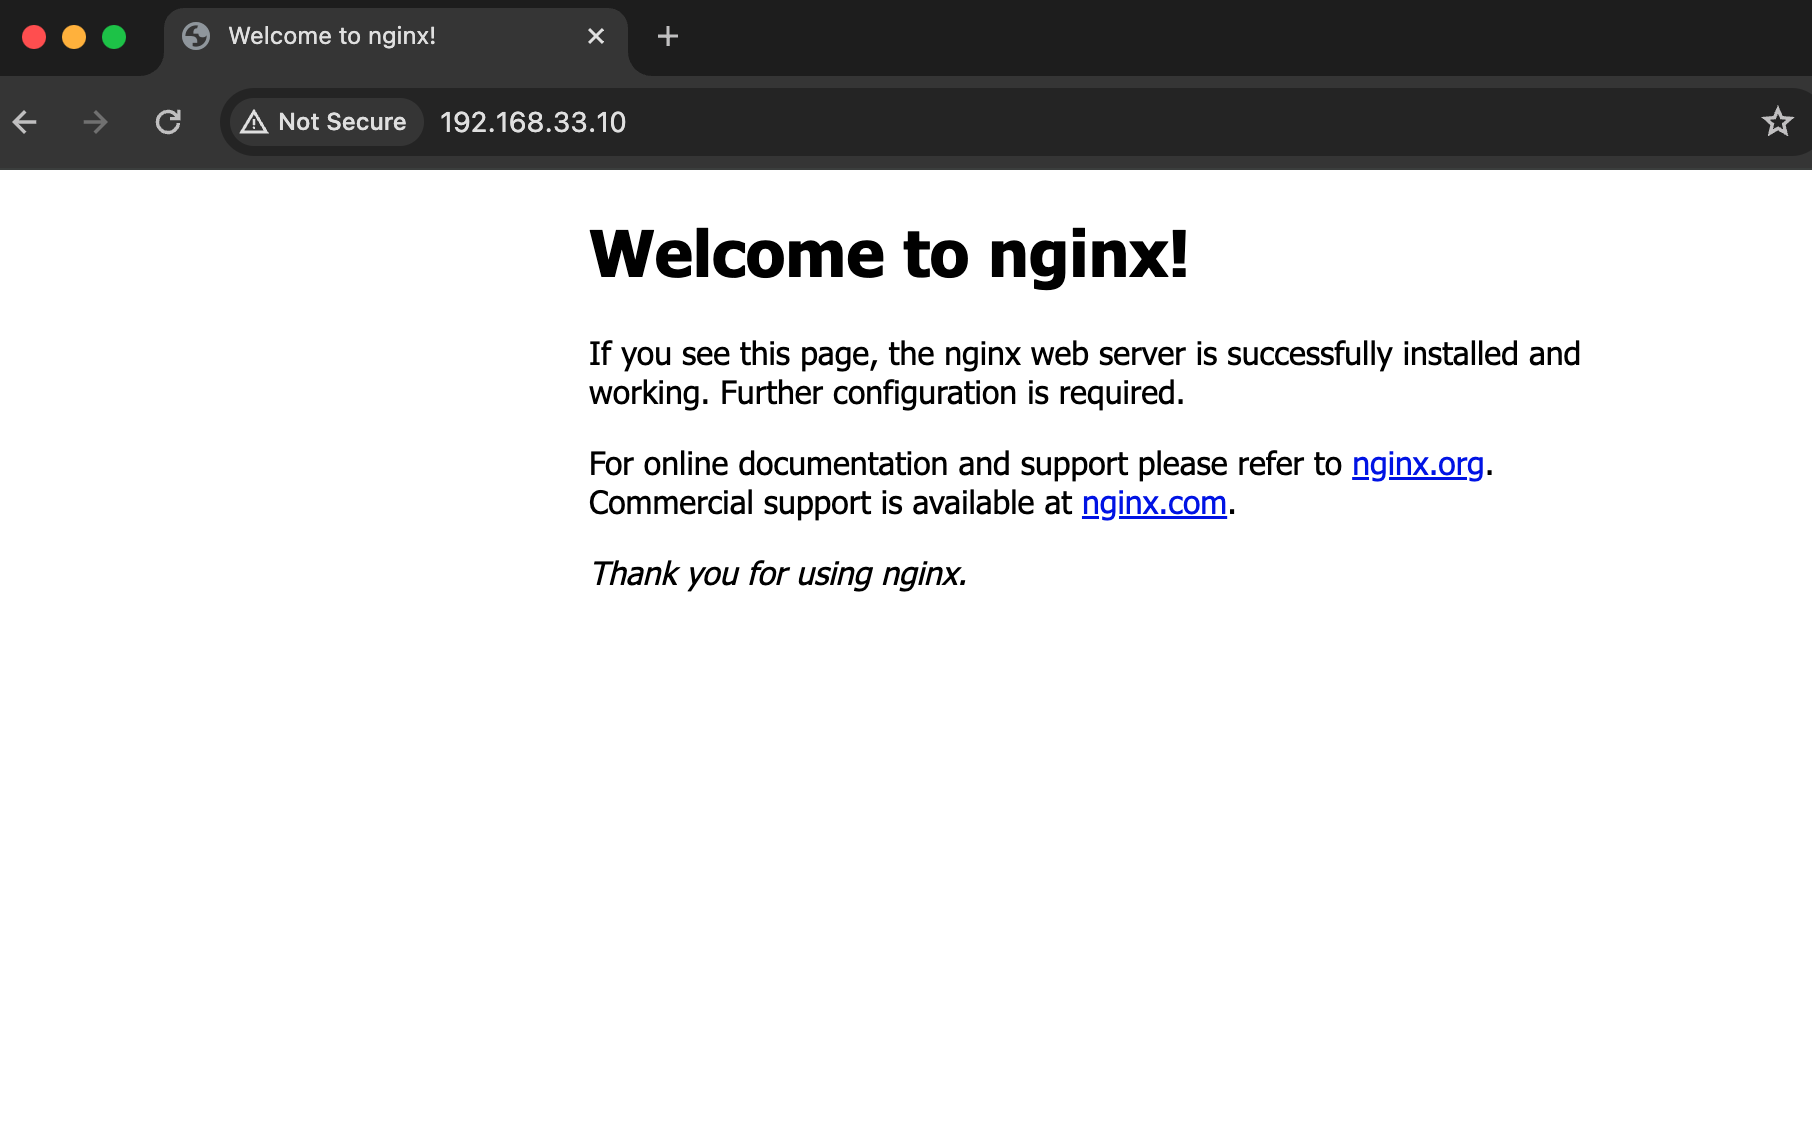 Welcome to nginx!
Not Secure 192.168.33.10
Welcome to nginx!
If you see this page, the nginx web server is successfully installed and
working. Further configuration is required.
For online documentation and support please refer to nginx.org.
Commercial support is available at nginx.com.
Thank you for using nginx.